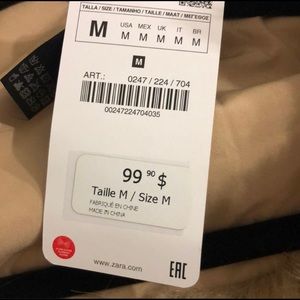 TALLA / SIZE / TAMANHO / TAILLE / MAAT / МЕГЕӨGE
M
USA MEX UK IT BR
M M M M M
M
ART.: 0247 / 224 / 704
00247224704035
99 90 $
Taille M / Size M
FABRIQUÉ EN CHINE
MADE IN CHINA
www.zara.com
EAC